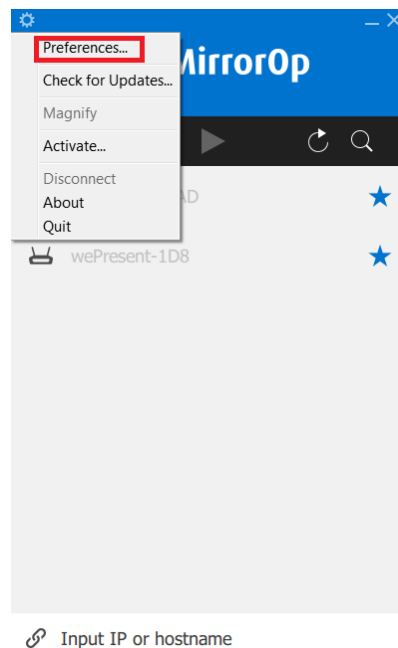 Preferences...
MirrorOp
Check for Updates...
Magnify
Activate...
Disconnect
AD
About
Quit
wePresent-1D8
Input IP or hostname